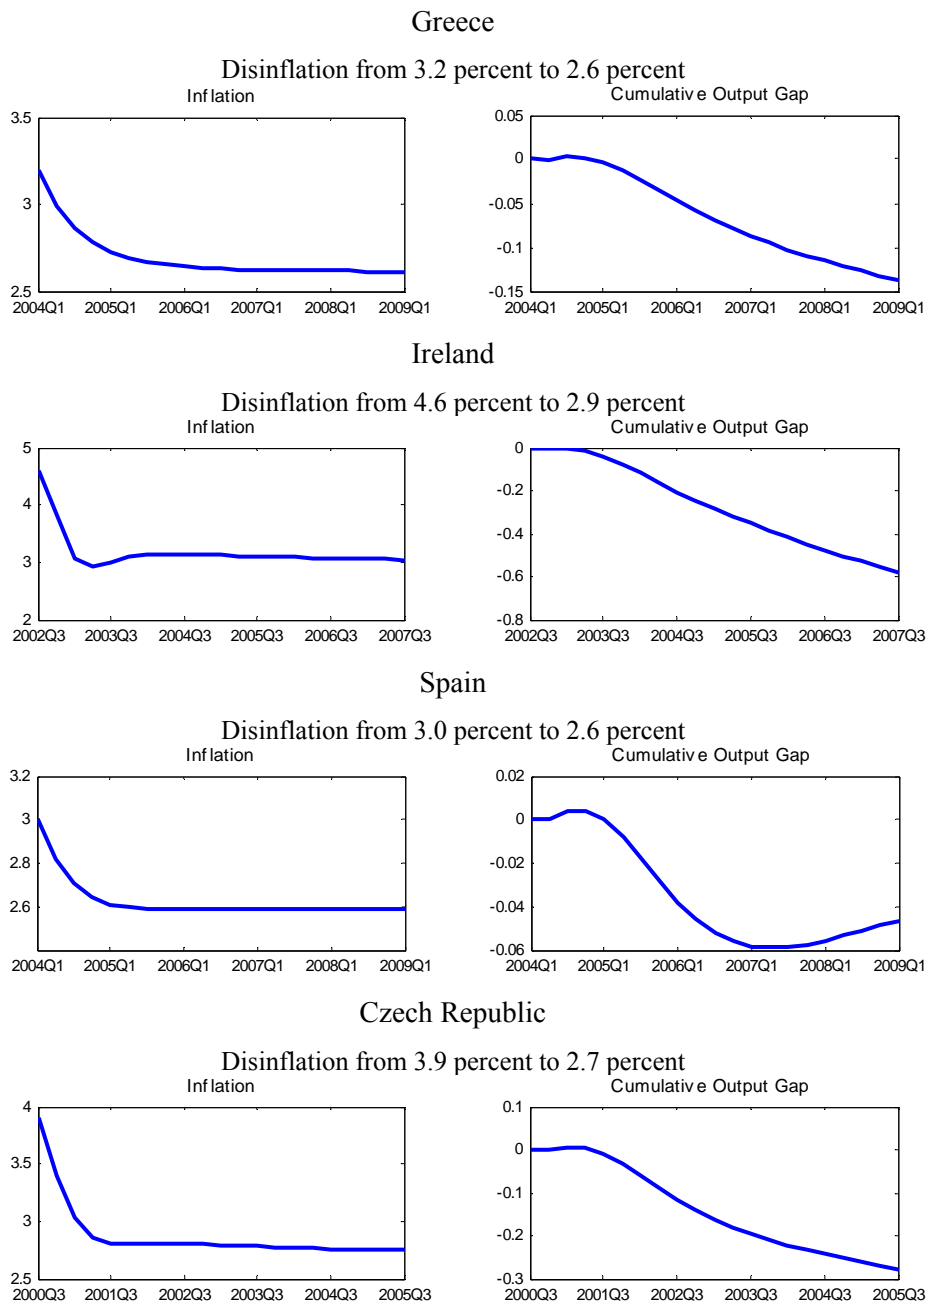 Greece
Disinflation from 3.2 percent to 2.6 percent
Inflation
Cumulative Output Gap
3.5
3
2.5
2004Q1 2005Q1 2006Q1 2007Q1 2008Q1 2009Q1
0.05
0
-0.05
-0.1
-0.15
2004Q1 2005Q1 2006Q1 2007Q1 2008Q1 2009Q1
Ireland
Disinflation from 4.6 percent to 2.9 percent
Inflation
Cumulative Output Gap
5
4
3
2
2002Q3 2003Q3 2004Q3 2005Q3 2006Q3 2007Q3
0
-0.2
-0.4
-0.6
-0.8
2002Q3 2003Q3 2004Q3 2005Q3 2006Q3 2007Q3
Spain
Disinflation from 3.0 percent to 2.6 percent
Inflation
Cumulative Output Gap
3.2
3
2.8
2.6
2004Q1 2005Q1 2006Q1 2007Q1 2008Q1 2009Q1
0.02
0
-0.02
-0.04
-0.06
2004Q1 2005Q1 2006Q1 2007Q1 2008Q1 2009Q1
Czech Republic
Disinflation from 3.9 percent to 2.7 percent
Inflation
Cumulative Output Gap
4
3.5
3
2.5
2000Q3 2001Q3 2002Q3 2003Q3 2004Q3 2005Q3
0.1
0
-0.1
-0.2
-0.3
2000Q3 2001Q3 2002Q3 2003Q3 2004Q3 2005Q3